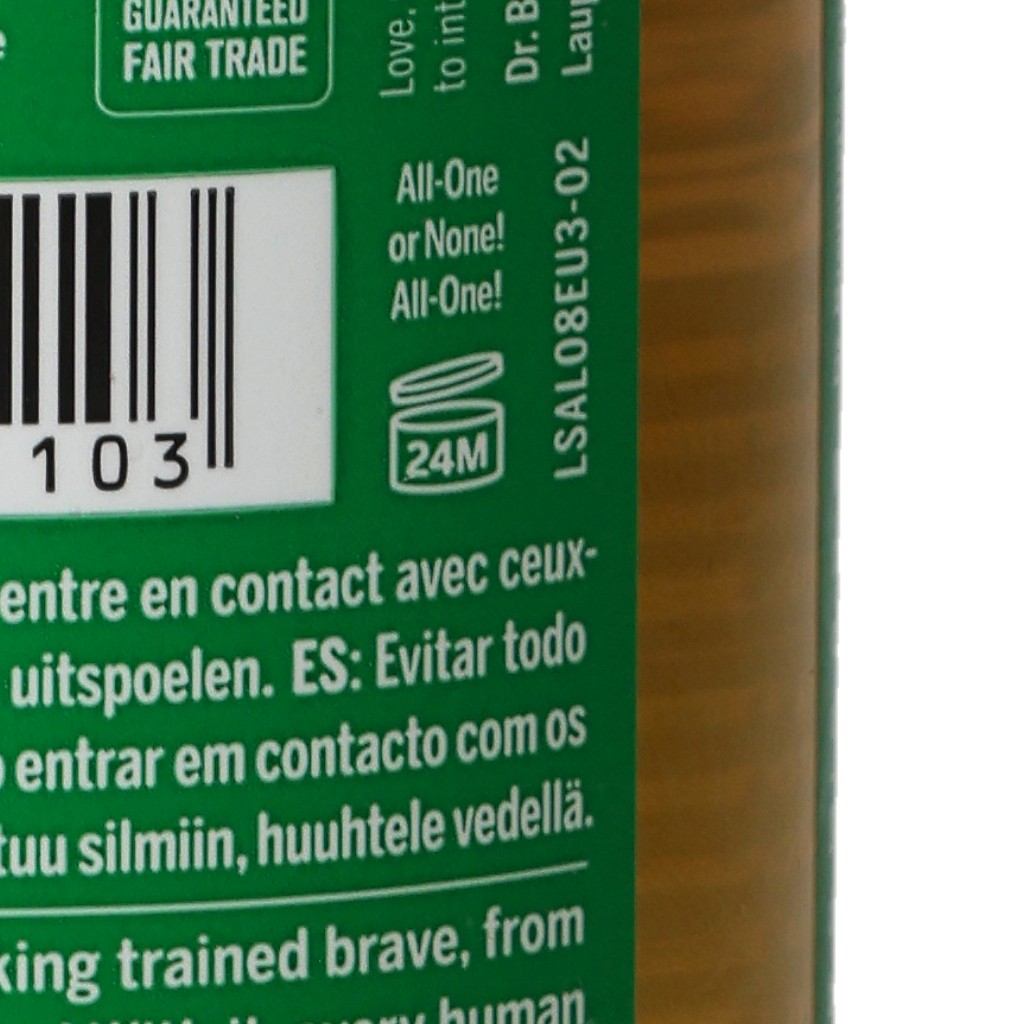 GUARANTEED
FAIR TRADE
Love,
to int
Dr. B
Laup
All-One
or None!
All-One!
24M
LSAL08EU3-02
103
entre en contact avec ceux-
uitspoelen. ES: Evitar todo
entrar em contacto com os
tuu silmiin, huuhtele vedellä.
king trained brave, from
every human